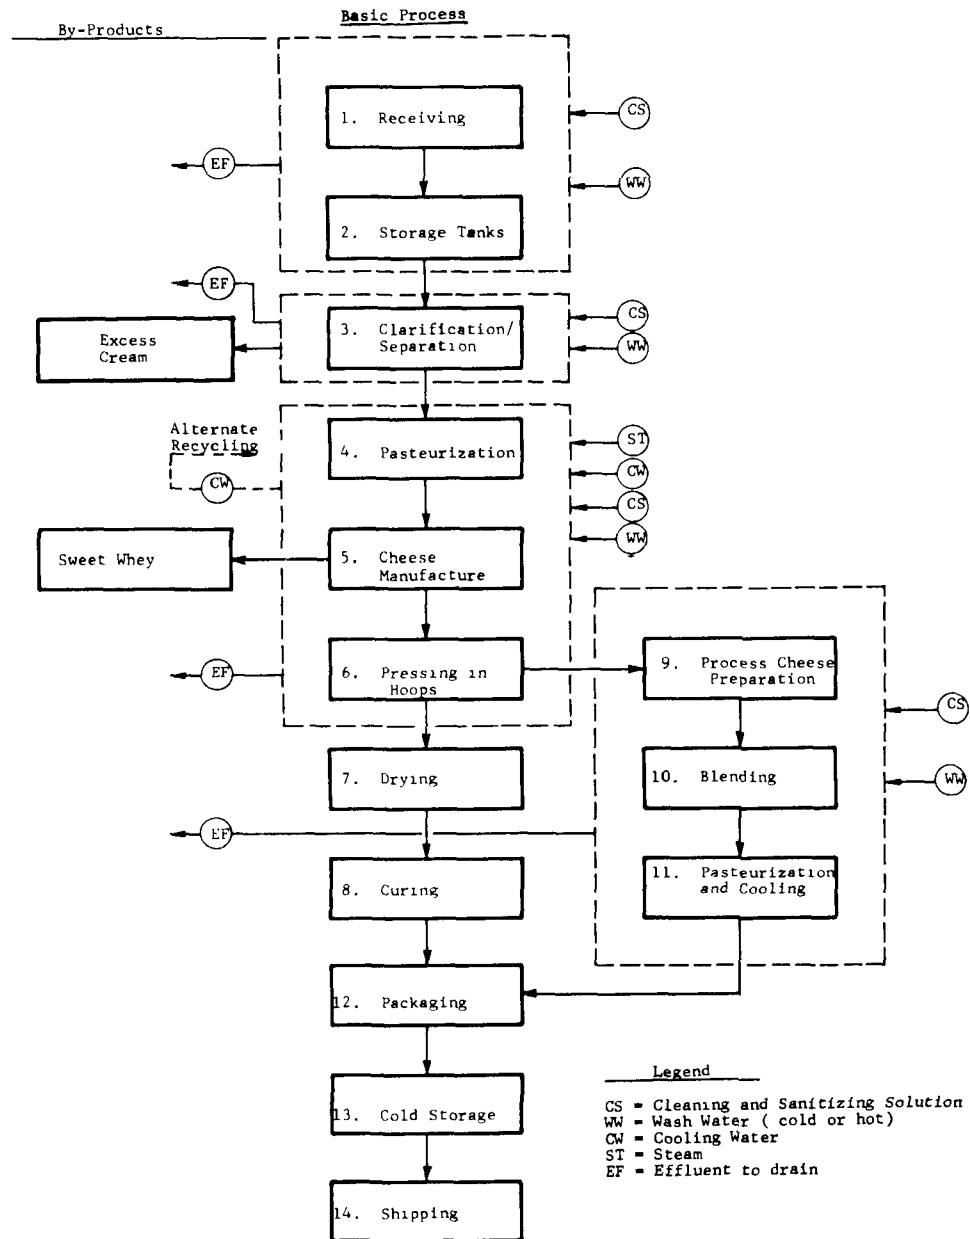 Basic Process
By-Products
1. Receiving
CS
EF
WW
2. Storage Tanks
EF
3. Clarification/
Separation
CS
WW
Excess
Cream
Alternate
Recycling
CW
4. Pasteurization
ST
CW
CS
WW
Sweet Whey
5. Cheese
Manufacture
EF
6. Pressing in
Hoops
9. Process Cheese
Preparation
CS
7. Drying
10. Blending
WW
EF
8. Curing
11. Pasteurization
and Cooling
12. Packaging
13. Cold Storage
14. Shipping
Legend
CS = Cleaning and Sanitizing Solution
WW = Wash Water ( cold or hot)
CW = Cooling Water
ST = Steam
EF = Effluent to drain